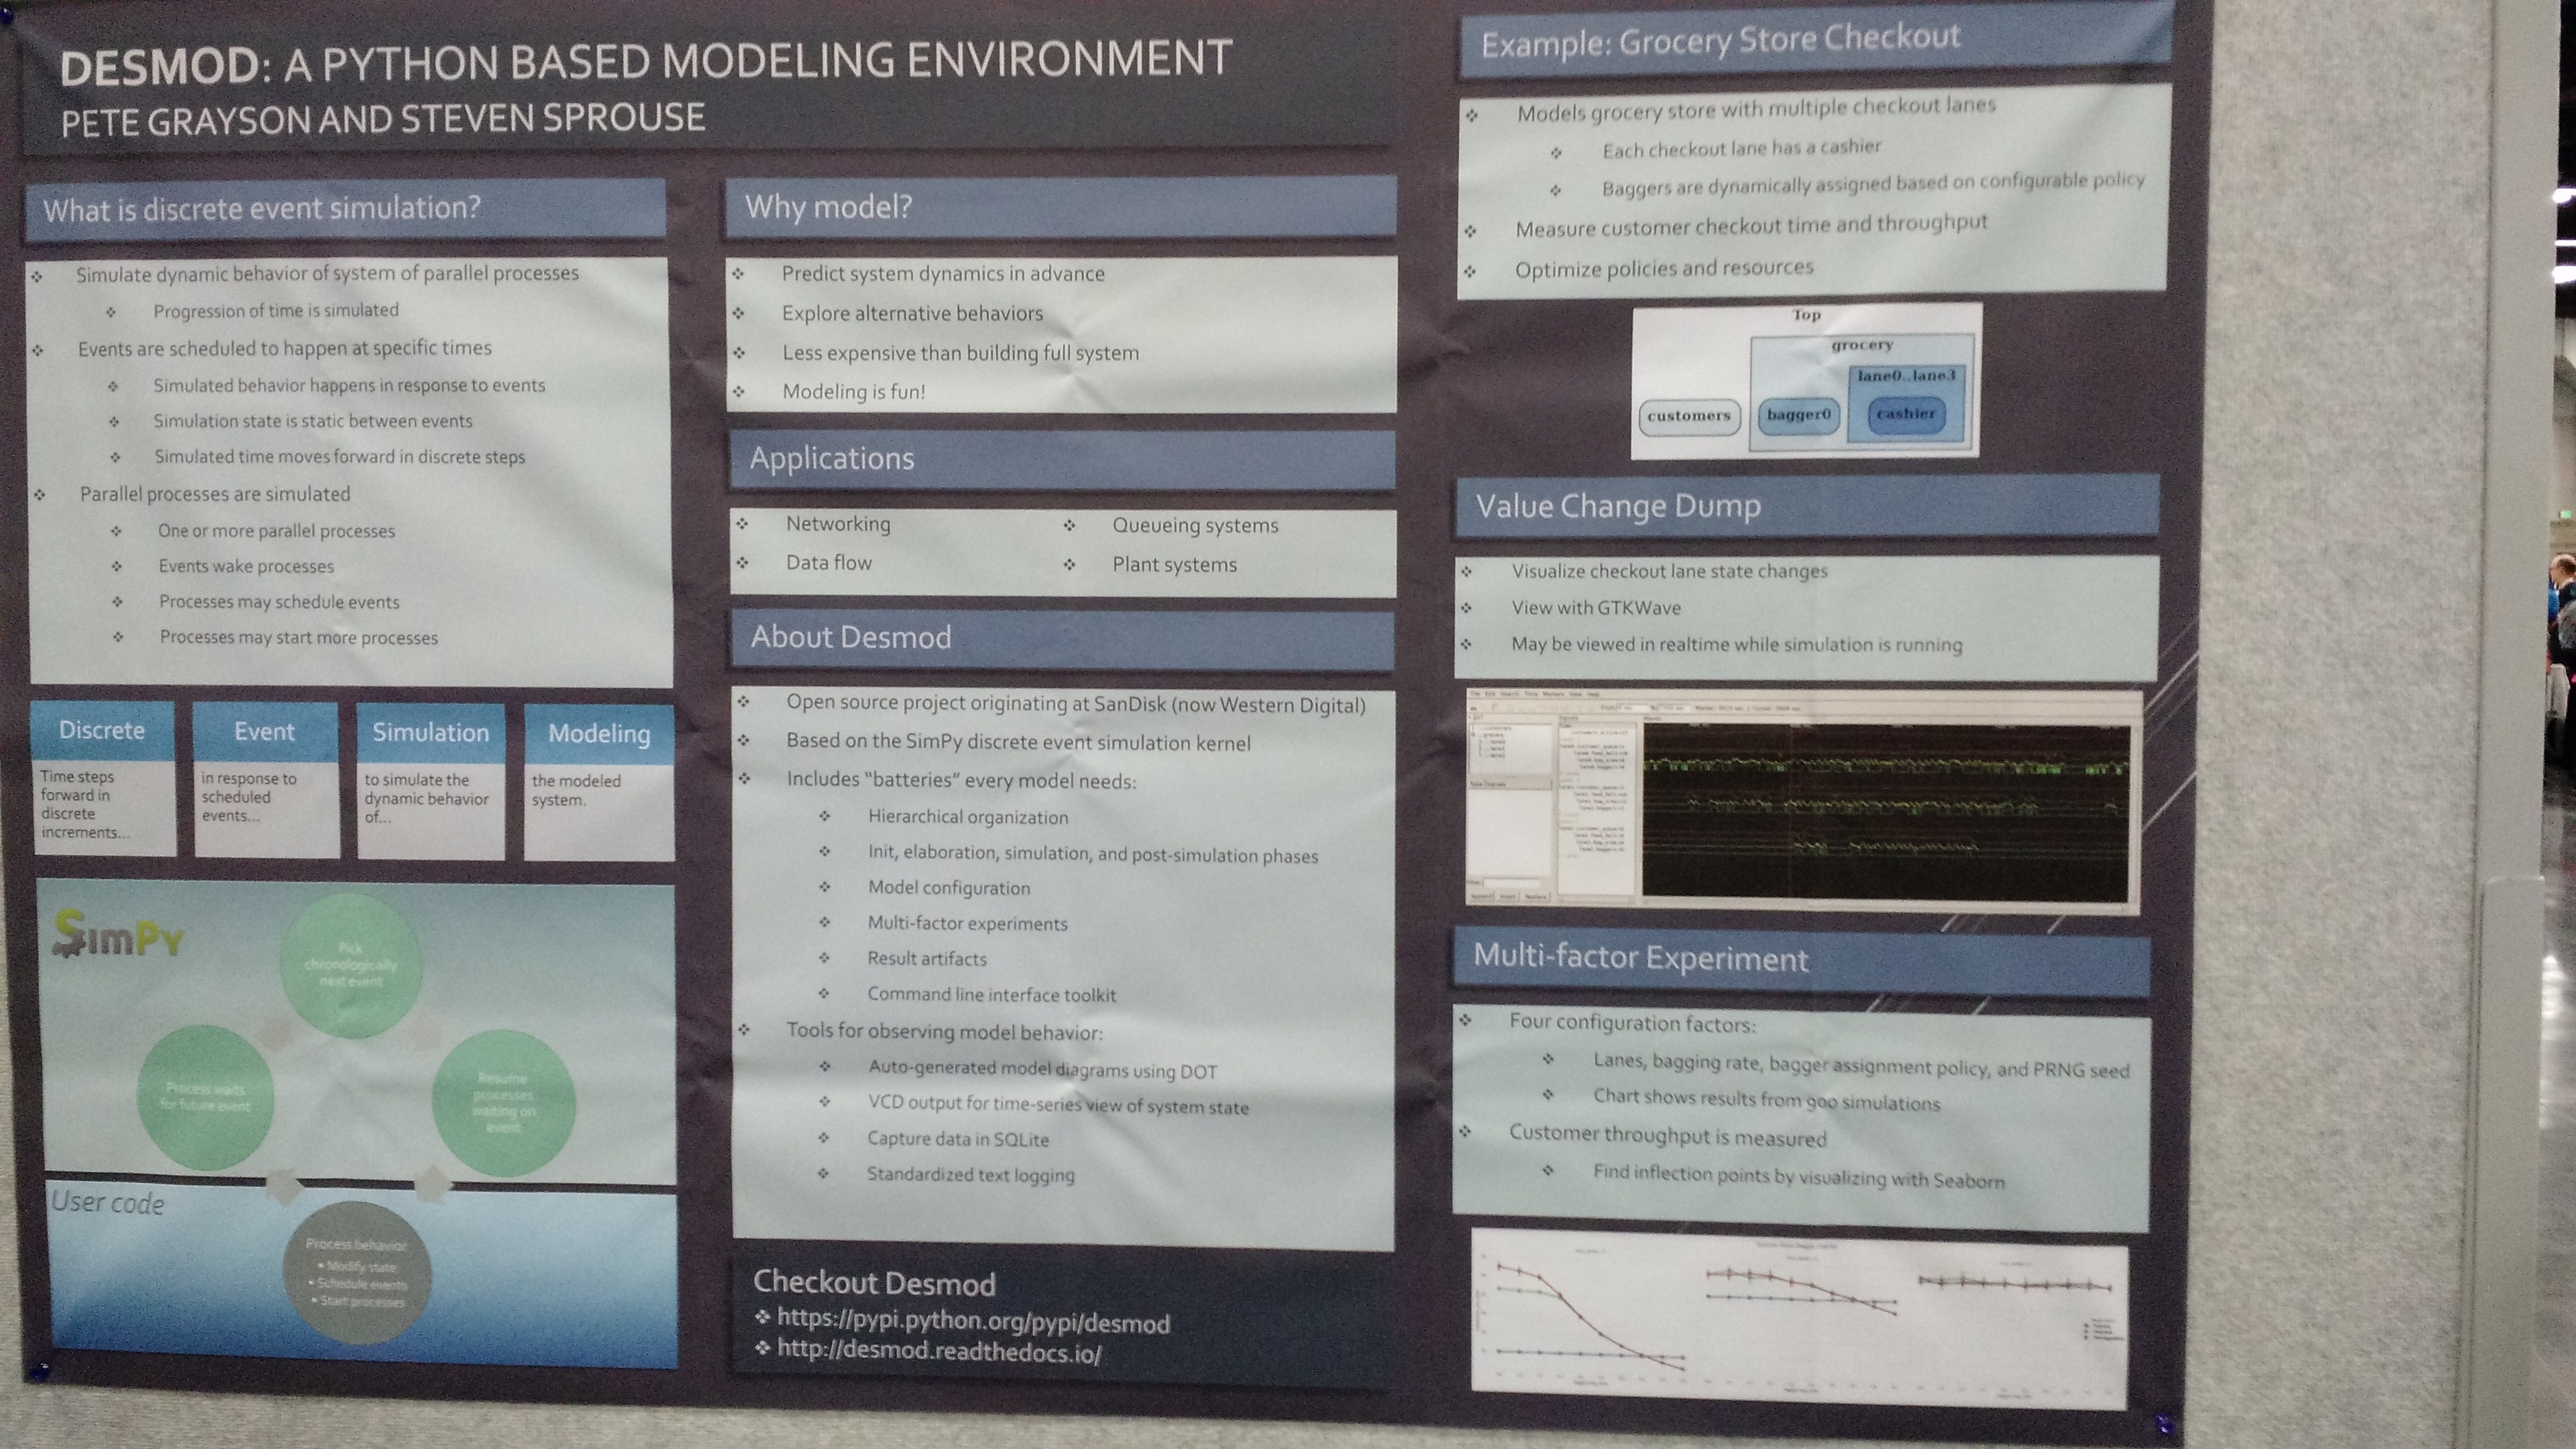 DESMOD: A PYTHON BASED MODELING ENVIRONMENT
PETE GRAYSON AND STEVEN SPROUSE
What is discrete event simulation?
Simulate dynamic behavior of system of parallel processes
Progression of time is simulated
Events are scheduled to happen at specific times
Simulated behavior happens in response to events
Simulation state is static between events
Simulated time moves forward in discrete steps
Parallel processes are simulated
One or more parallel processes
Events wake processes
Processes may schedule events
Processes may start more processes
Discrete
Time steps
forward in
discrete
increments...
Event
in response to
scheduled
events...
Simulation
to simulate the
dynamic behavior
of...
Modeling
the modeled
system.
SimPy
Pick
chronologically
next event
Process waits
for future event
Resume
processes
waiting on
event
User code
Process behavior
• Modify state
• Schedule events
• Start processes
Why model?
Predict system dynamics in advance
Explore alternative behaviors
Less expensive than building full system
Modeling is fun!
Applications
Networking
Data flow
Queueing systems
Plant systems
About Desmod
Open source project originating at SanDisk (now Western Digital)
Based on the SimPy discrete event simulation kernel
Includes “batteries” every model needs:
Hierarchical organization
Init, elaboration, simulation, and post-simulation phases
Model configuration
Multi-factor experiments
Result artifacts
Command line interface toolkit
Tools for observing model behavior:
Auto-generated model diagrams using DOT
VCD output for time-series view of system state
Capture data in SQLite
Standardized text logging
Checkout Desmod
https://pypi.python.org/pypi/desmod
http://desmod.readthedocs.io/
Example: Grocery Store Checkout
Models grocery store with multiple checkout lanes
Each checkout lane has a cashier
Baggers are dynamically assigned based on configurable policy
Measure customer checkout time and throughput
Optimize policies and resources
Top
grocery
lane0..lane3
customers
bagger0
cashier
Value Change Dump
Visualize checkout lane state changes
View with GTKWave
May be viewed in realtime while simulation is running
Multi-factor Experiment
Four configuration factors:
Lanes, bagging rate, bagger assignment policy, and PRNG seed
Chart shows results from 900 simulations
Customer throughput is measured
Find inflection points by visualizing with Seaborn